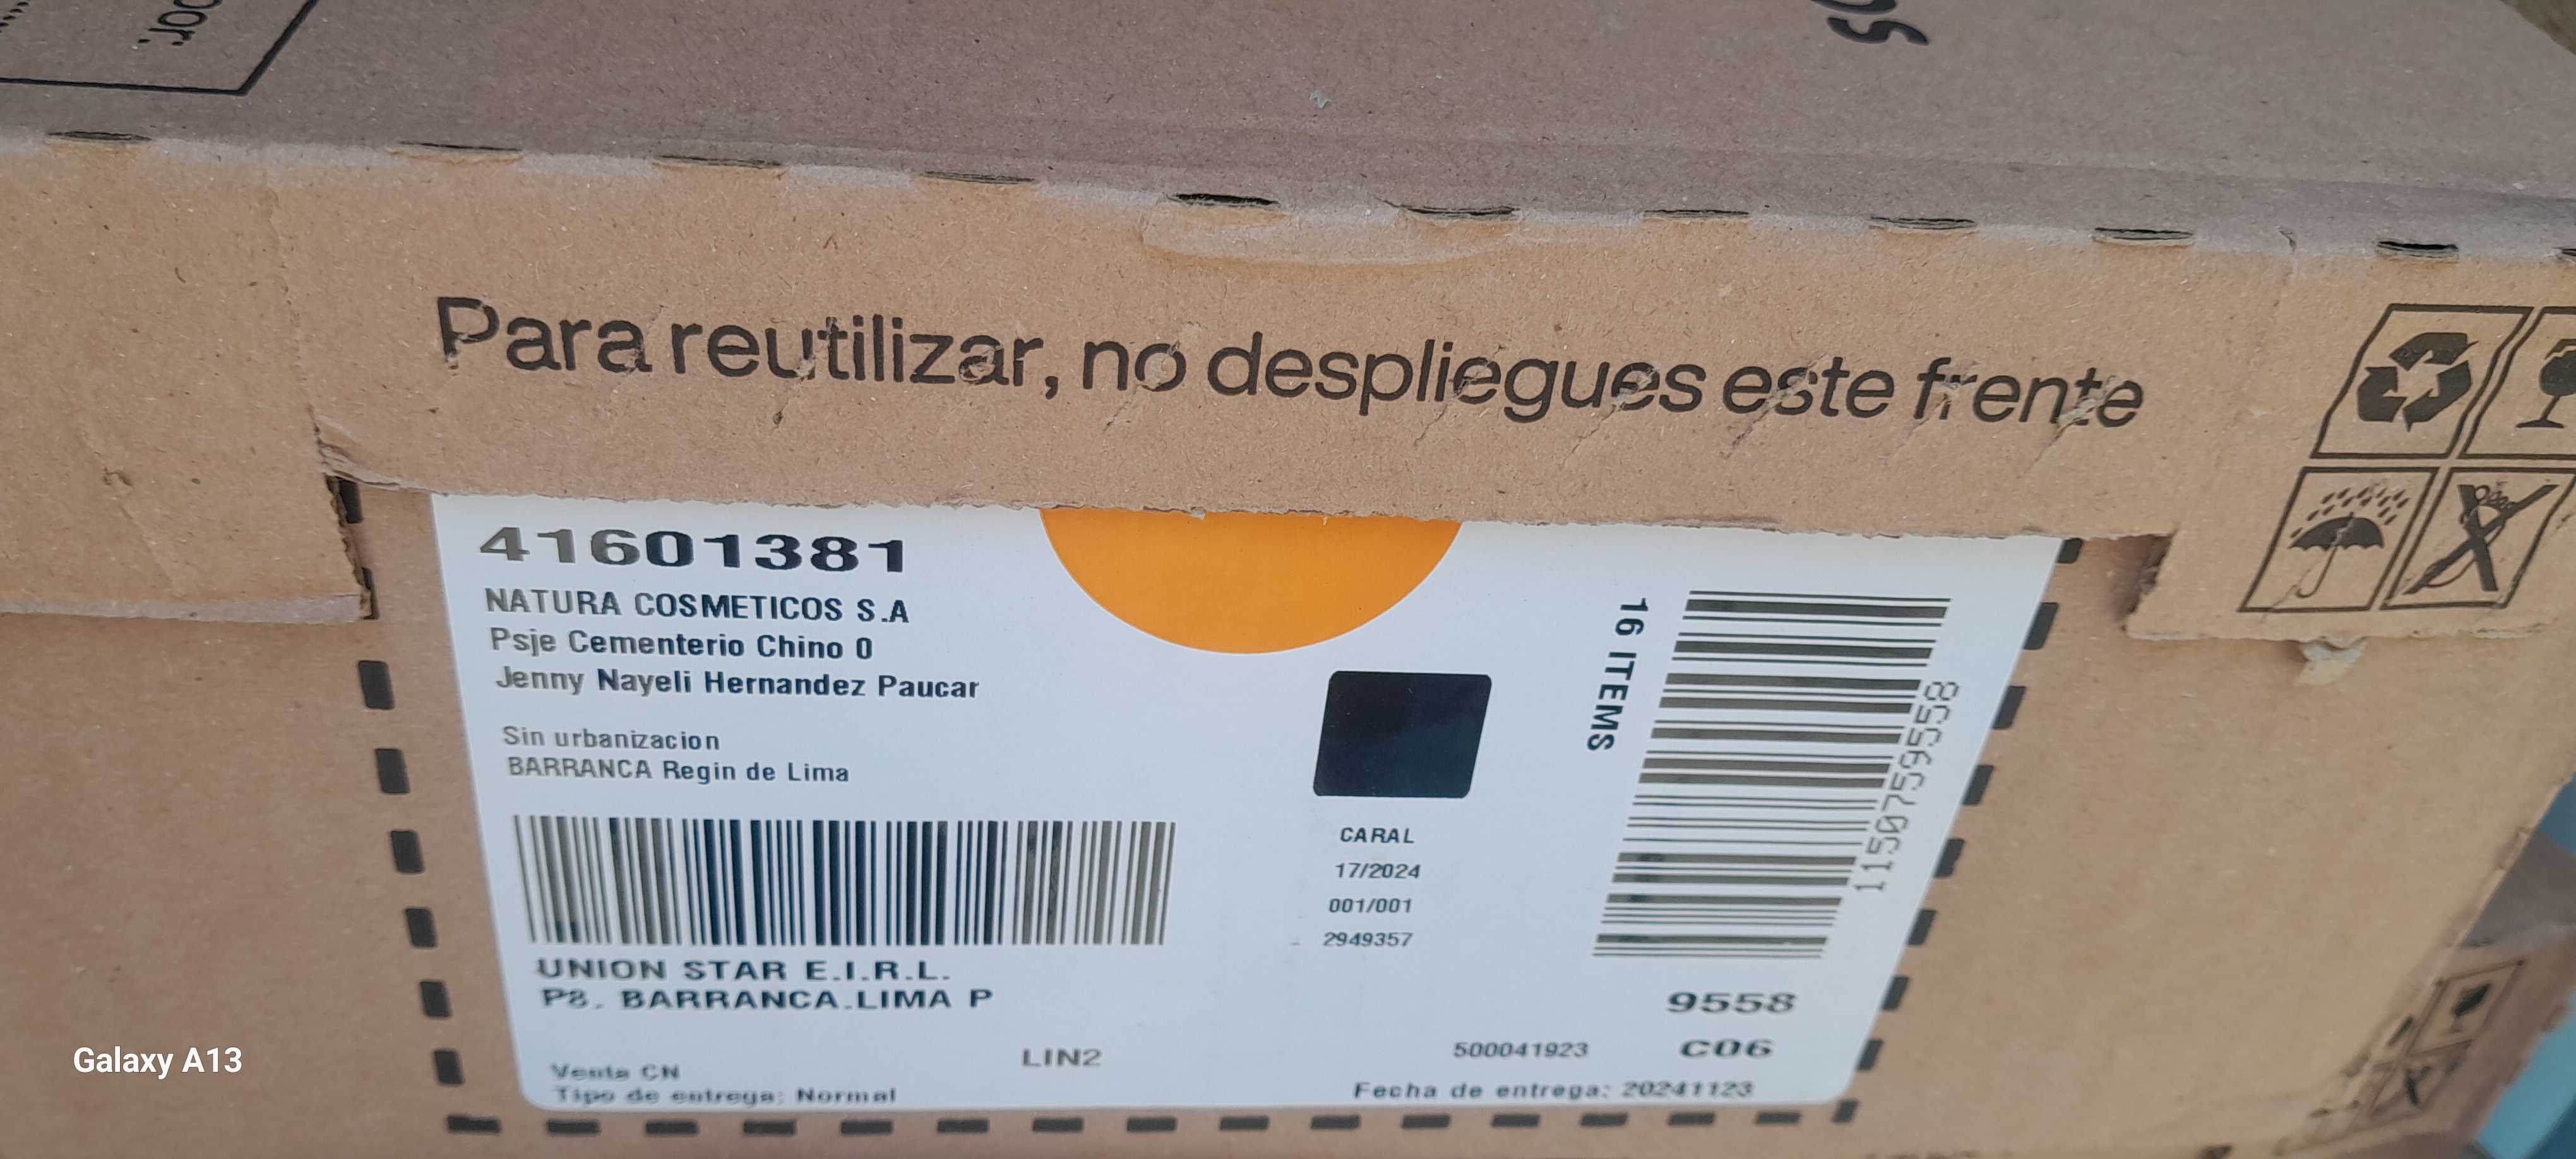 por:
os
Para reutilizar, no despliegues este frente
41601381
NATURA COSMETICOS S.A
Psje Cementerio Chino 0
Jenny Nayeli Hernandez Paucar
Sin urbanizacion
BARRANCA Regin de Lima
16 ITEMS
1150759558
CARAL
17/2024
001/001
2949357
UNION STAR E.I.R.L.
P8. BARRANCA.LIMA P
9558
LIN2
500041923
C06
Venta CN
Tipo de entrega: Normal
Fecha de entrega: 20241123
Galaxy A13